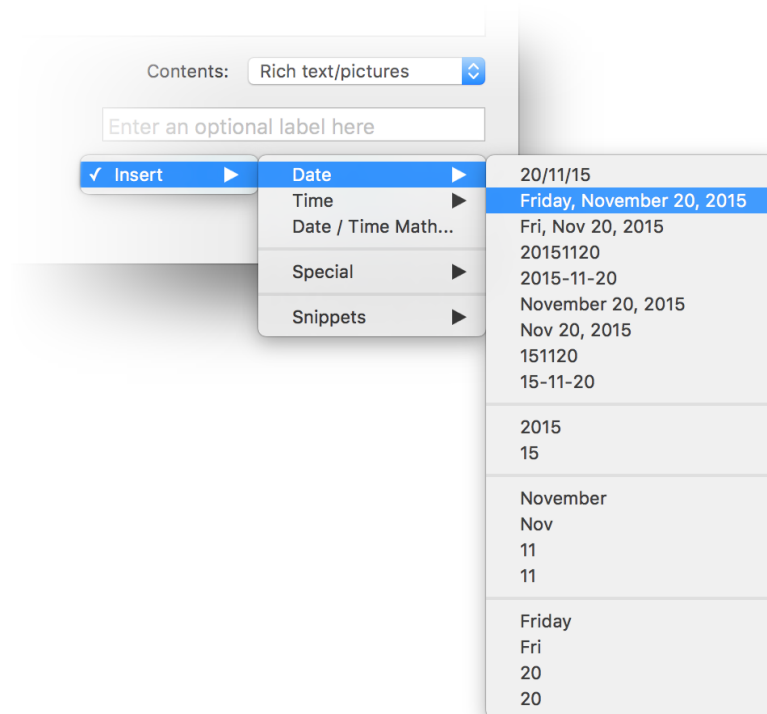 Contents: Rich text/pictures
Enter an optional label here
✓ Insert ▶
Date ▶
Time ▶
Date / Time Math...
Special ▶
Snippets ▶
20/11/15
Friday, November 20, 2015
Fri, Nov 20, 2015
20151120
2015-11-20
November 20, 2015
Nov 20, 2015
151120
15-11-20
2015
15
November
Nov
11
11
Friday
Fri
20
20